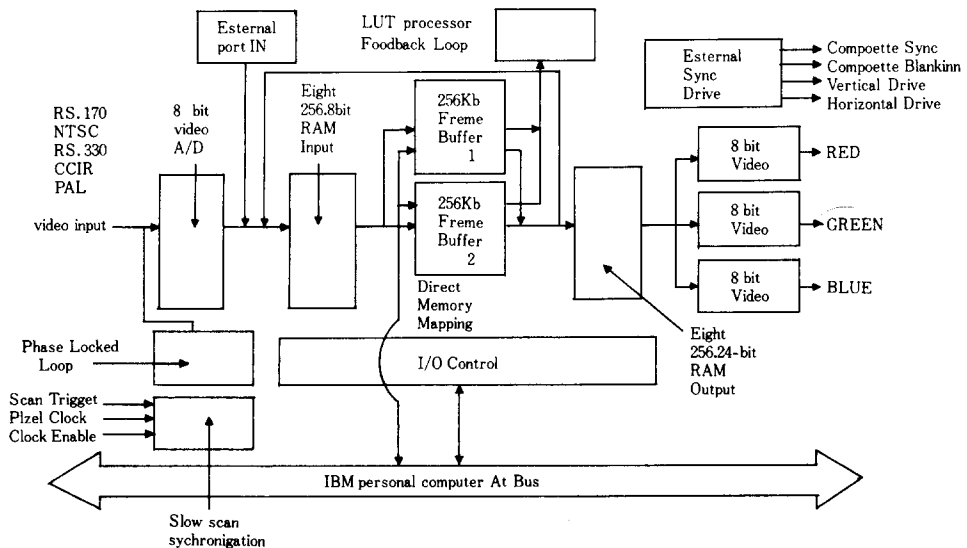 Esternal
port IN
LUT processor
Foodback Loop
Esternal
Sync
Drive
Compoette Sync
Compoette Blankinn
Vertical Drive
Horizontal Drive
RS.170
NTSC
RS.330
CCIR
PAL
8 bit
video
A/D
Eight
256.8bit
RAM
Input
256Kb
Freme
Buffer
1
256Kb
Freme
Buffer
2
8 bit
Video
RED
8 bit
Video
GREEN
8 bit
Video
BLUE
video input
Direct
Memory
Mapping
Eight
256.24-bit
RAM
Output
Phase Locked
Loop
I/O Control
Scan Trigget
Plzel Clock
Clock Enable
IBM personal computer At Bus
Slow scan
sychronigation